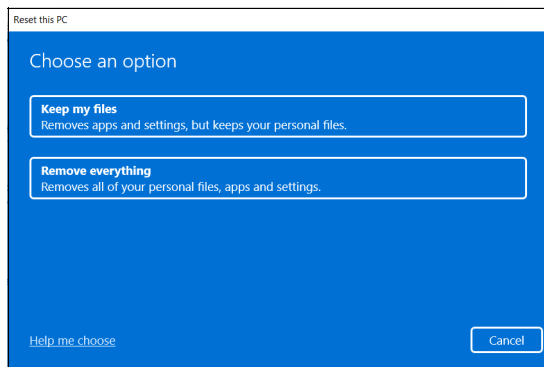 Reset this PC
Choose an option
Keep my files
Removes apps and settings, but keeps your personal files.
Remove everything
Removes all of your personal files, apps and settings.
Help me choose
Cancel